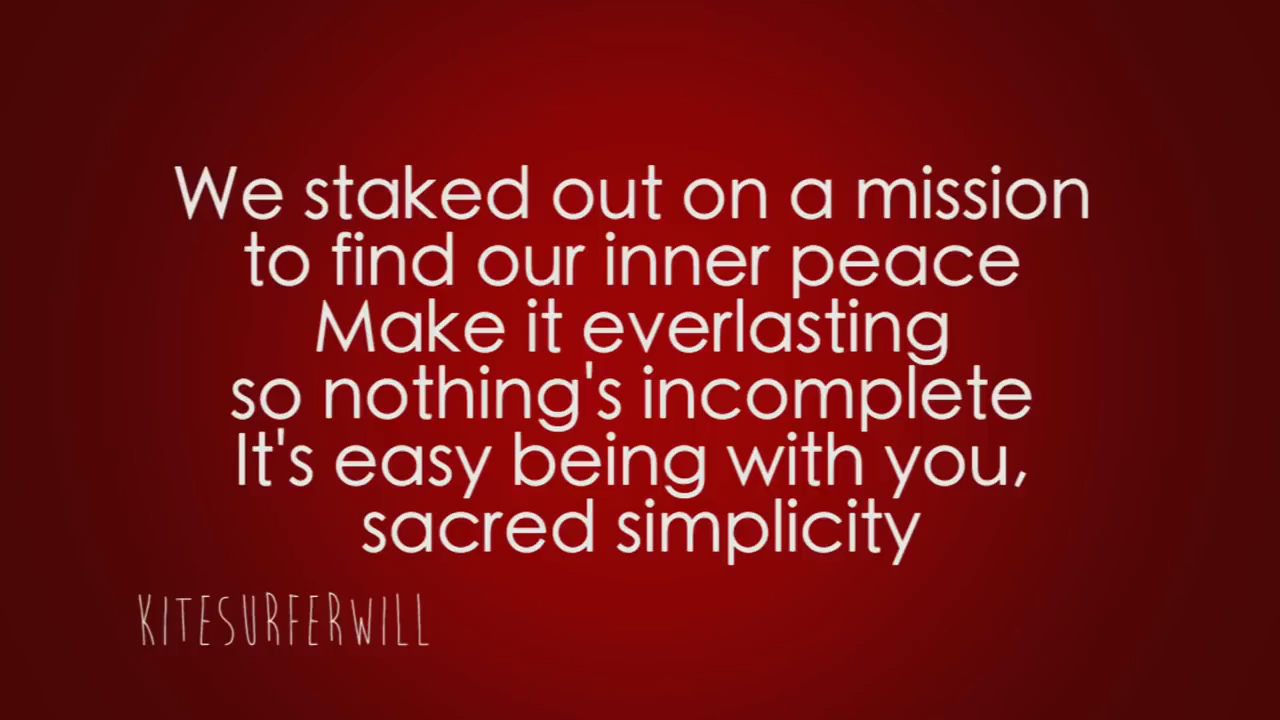 We staked out on a mission
to find our inner peace
Make it everlasting
so nothing's incomplete
It's easy being with you,
sacred simplicity
KITESURFERWILL